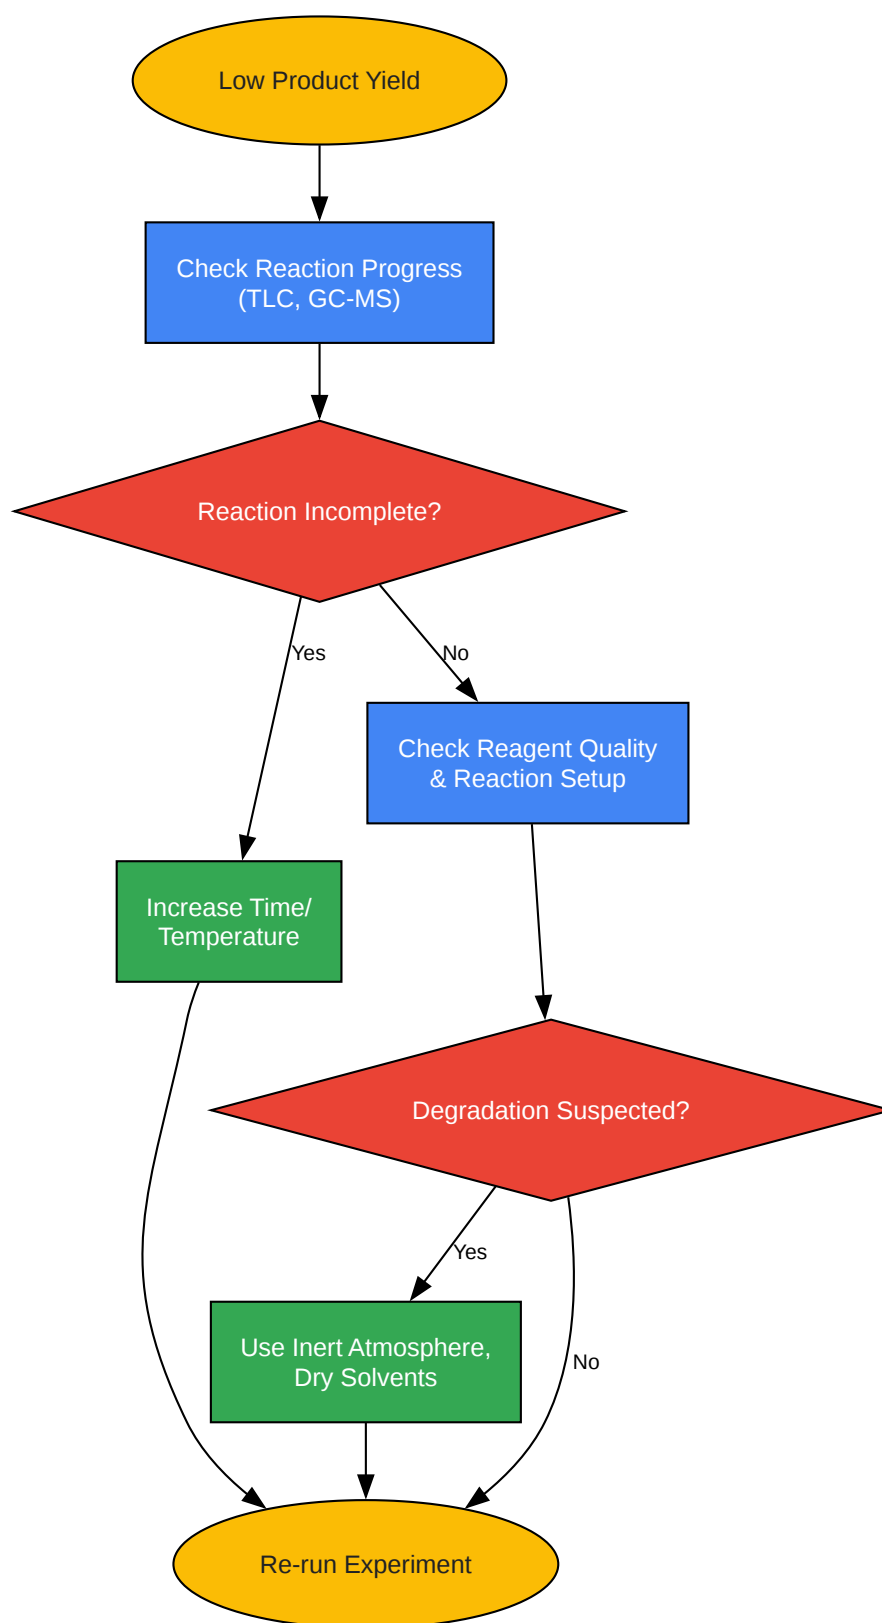 Low Product Yield
Check Reaction Progress
(TLC, GC-MS)
Reaction Incomplete?
Yes
No
Check Reagent Quality
& Reaction Setup
Increase Time/
Temperature
Degradation Suspected?
Yes
Use Inert Atmosphere,
Dry Solvents
No
Re-run Experiment